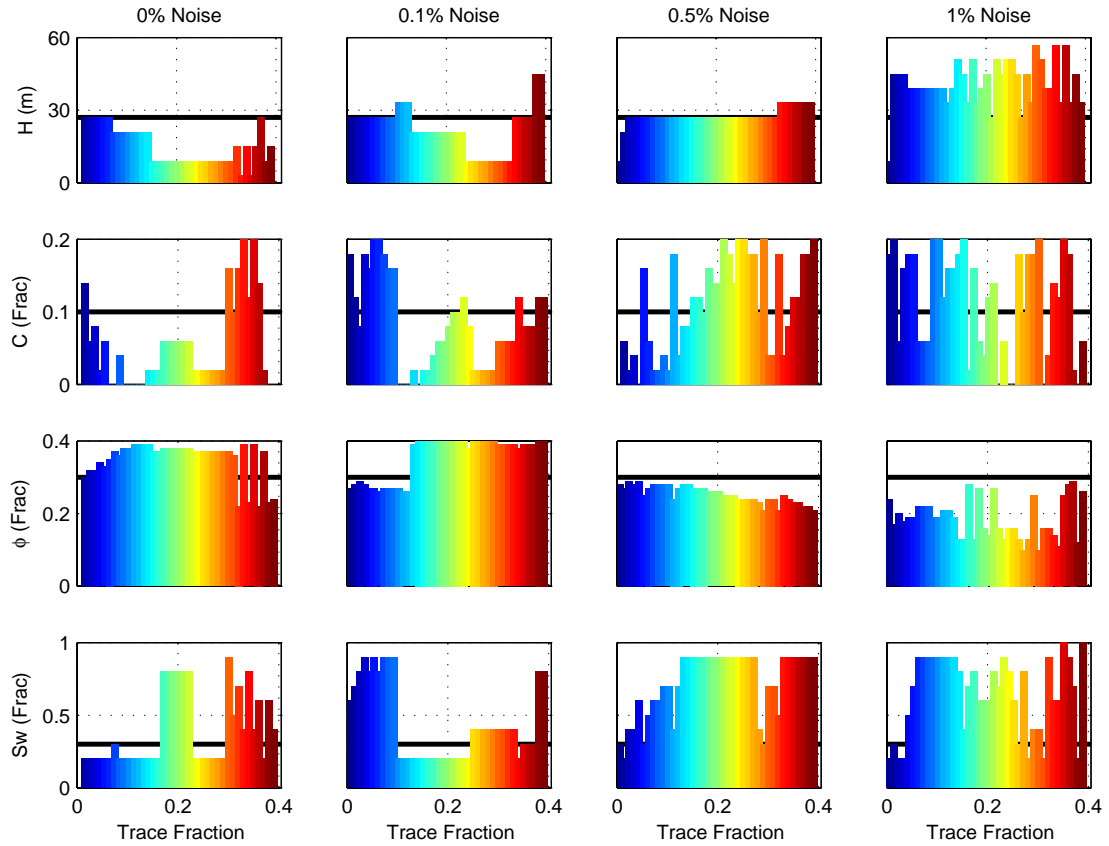 0% Noise 0.1% Noise 0.5% Noise 1% Noise
60
30
0
H (m)
0.2
0.1
0
C (Frac)
0.4
0.2
0
ϕ (Frac)
1
0.5
0
Sw (Frac)
0 0.2 0.4 0 0.2 0.4 0 0.2 0.4 0 0.2 0.4
Trace Fraction Trace Fraction Trace Fraction Trace Fraction